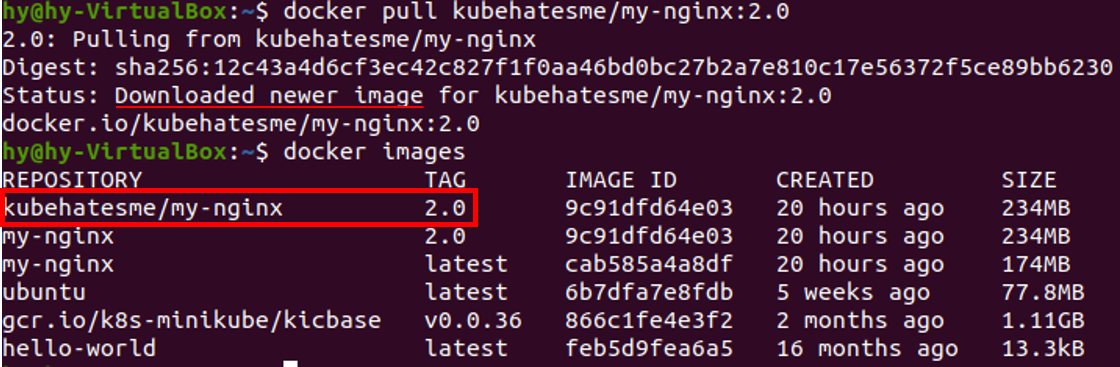 hy@hy-VirtualBox:~$ docker pull kubehatesme/my-nginx:2.0
2.0: Pulling from kubehatesme/my-nginx
Digest: sha256:12c43a4d6cf3ec42c827f1f0aa46bd0bc27b2a7e810c17e56372f5ce89bb6230
Status: Downloaded newer image for kubehatesme/my-nginx:2.0
docker.io/kubehatesme/my-nginx:2.0
hy@hy-VirtualBox:~$ docker images
REPOSITORY TAG IMAGE ID CREATED SIZE
kubehatesme/my-nginx 2.0 9c91dfd64e03 20 hours ago 234MB
my-nginx 2.0 9c91dfd64e03 20 hours ago 234MB
my-nginx latest cab585a4a8df 20 hours ago 174MB
ubuntu latest 6b7dfa7e8fdb 5 weeks ago 77.8MB
gcr.io/k8s-minikube/kicbase v0.0.36 866c1fe4e3f2 2 months ago 1.11GB
hello-world latest feb5d9fea6a5 16 months ago 13.3kB